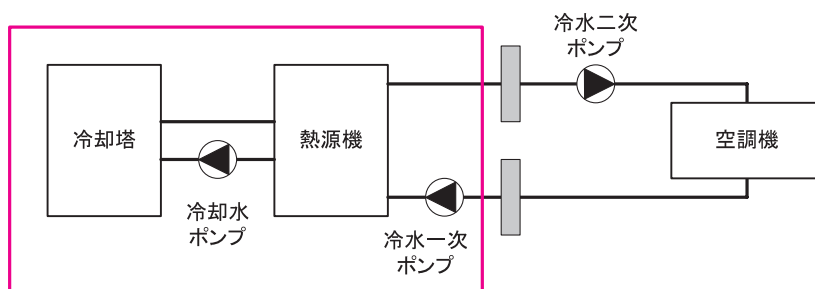 冷水二次
ポンプ
冷却塔
熱源機
空調機
冷却水
ポンプ
冷水一次
ポンプ